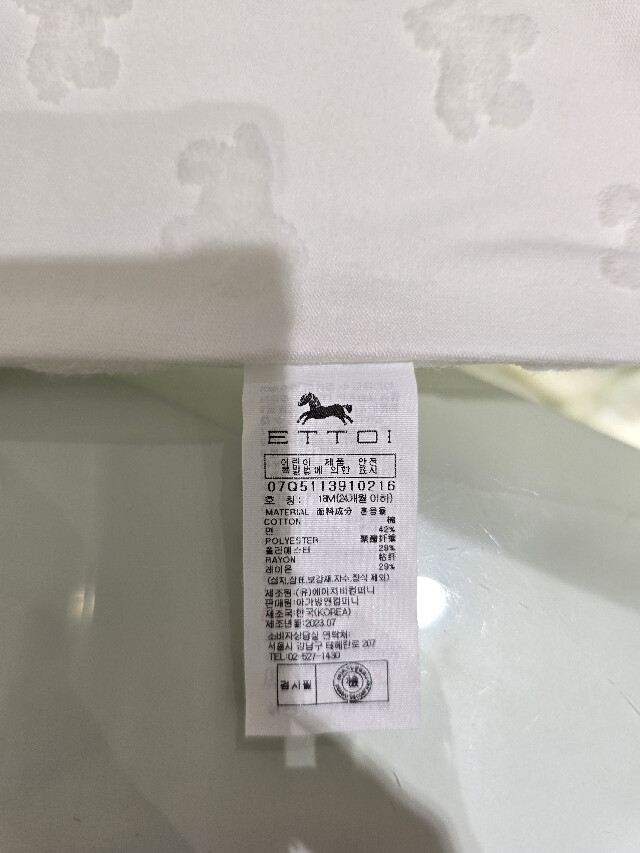 ETTOI
어린이 제품 안전
특별법에 의한 표시
07Q5113910216
호 칭: 18M(24개월 이하)
MATERIAL 面料成分 혼용률
COTTON 棉
면 42%
POLYESTER 聚酯纤维
폴리에스터 29%
RAYON 粘纤
레이온 29%
(심지,상표,보강재,자수,장식 제외)
제조원:(유)에이치비컴퍼니
판매원:아가방앤컴퍼니
제조국:한국(KOREA)
제조년월:2023.07
소비자상담실 연락처:
서울시 강남구 테헤란로 207
TEL:02-527-1430